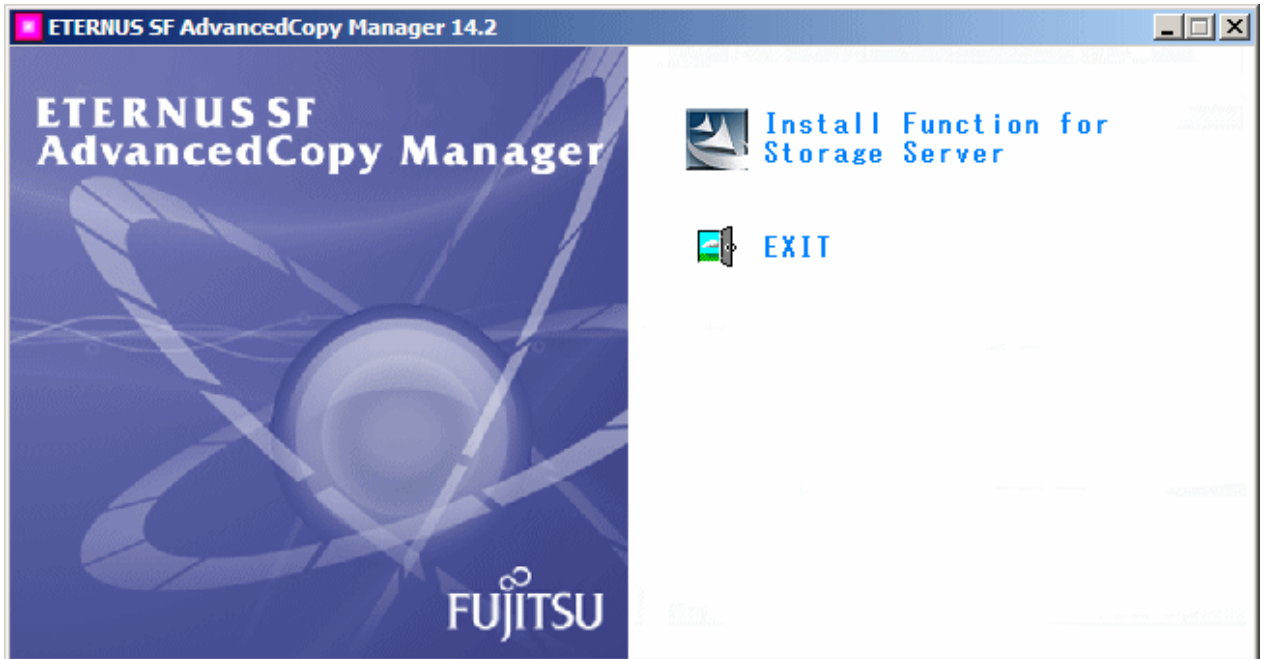 ETERNUS SF AdvancedCopy Manager 14.2
ETERNUS SF
AdvancedCopy Manager
Install Function for
Storage Server
EXIT
FUJITSU